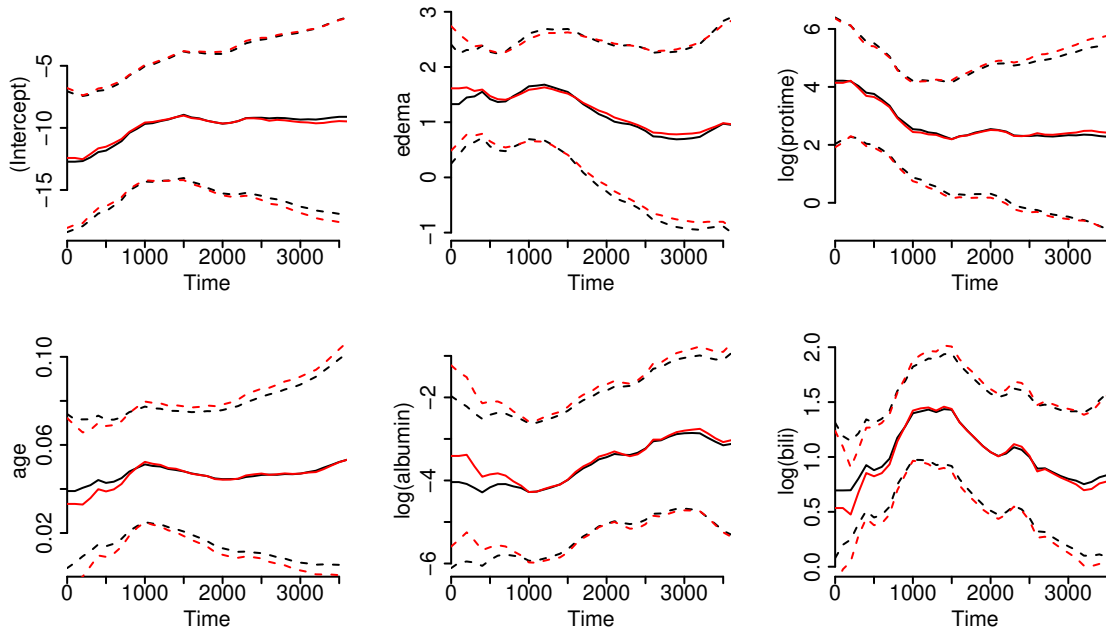 (Intercept)
−5
−10
−15
0 1000 2000 3000
Time
edema
3
2
1
0
−1
0 1000 2000 3000
Time
log(protime)
6
4
2
0
0 1000 2000 3000
Time
age
0.10
0.06
0.02
0 1000 2000 3000
Time
log(albumin)
−2
−4
−6
0 1000 2000 3000
Time
log(bili)
2.0
1.5
1.0
0.5
0.0
0 1000 2000 3000
Time